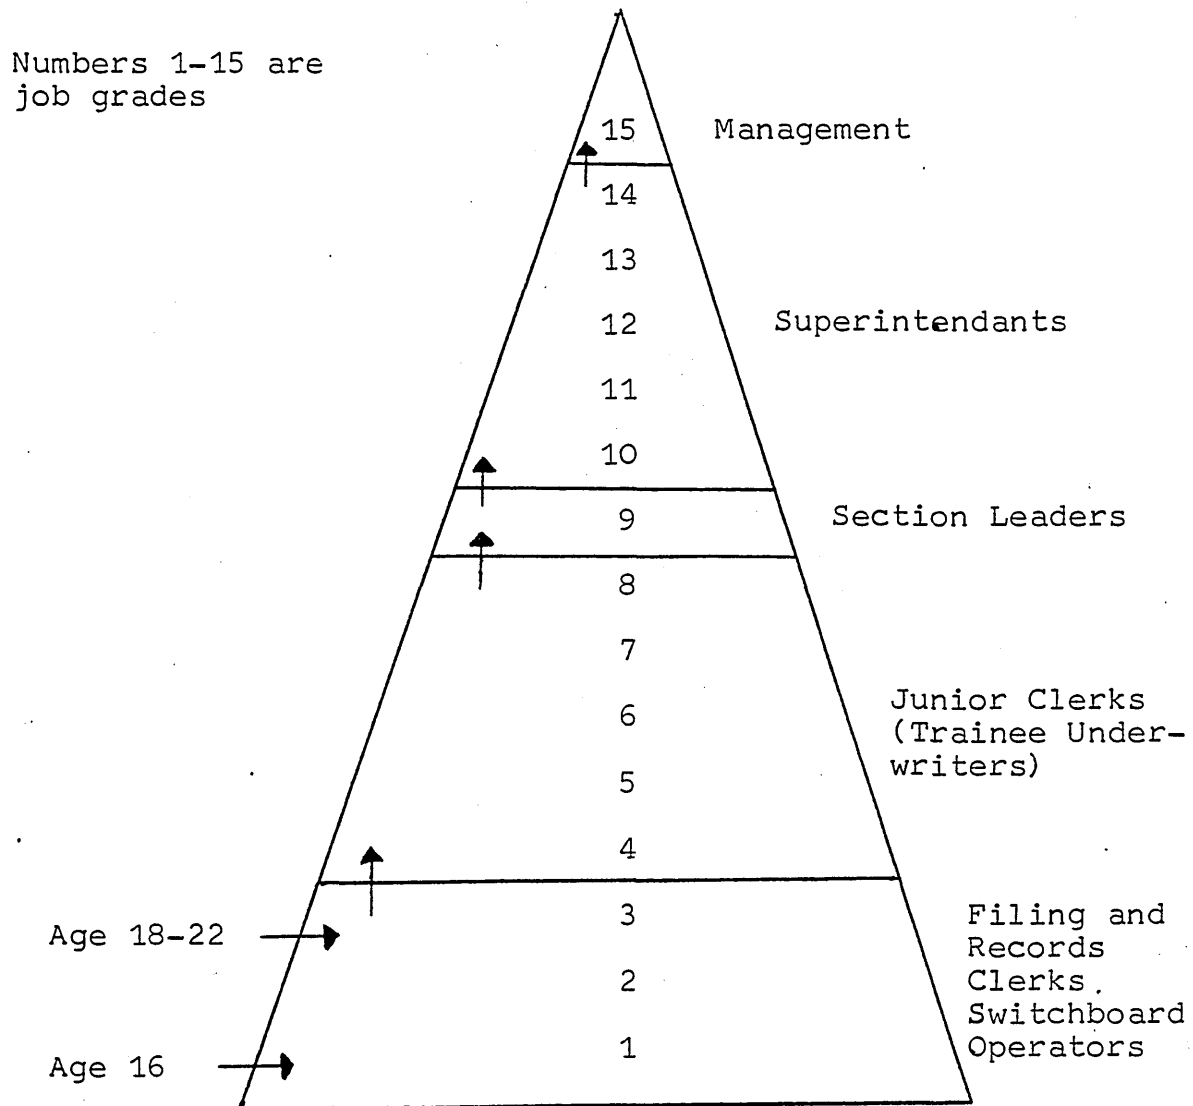 Numbers 1-15 are
job grades
15
Management
14
13
12
Superintendants
11
10
9
Section Leaders
8
7
6
Junior Clerks
(Trainee Under-
writers)
5
4
3
Age 18-22
Filing and
Records
Clerks.
Switchboard
Operators
2
1
Age 16